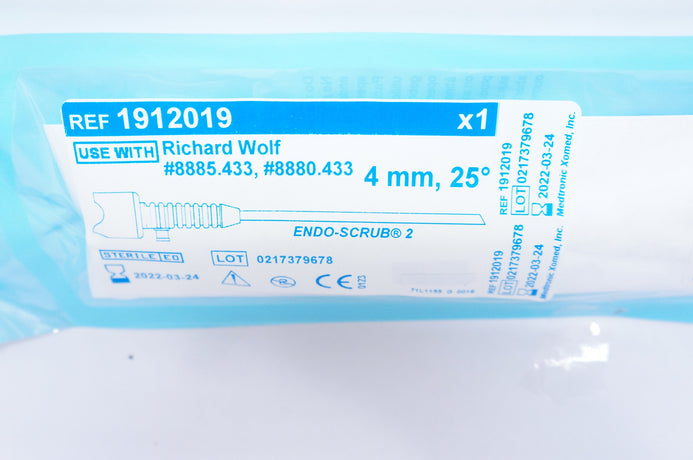 REF 1912019 x1
USE WITH Richard Wolf
#8885.433, #8880.433
4 mm, 25°
ENDO-SCRUB® 2
STERILE EO
LOT 0217379678
2022-03-24
CE 0123
REF 1912019
LOT 0217379678
2022-03-24
Medtronic Xomed, Inc.
REF 1912019
LOT 0217379678
2022-03-24
Medtronic Xomed, Inc.